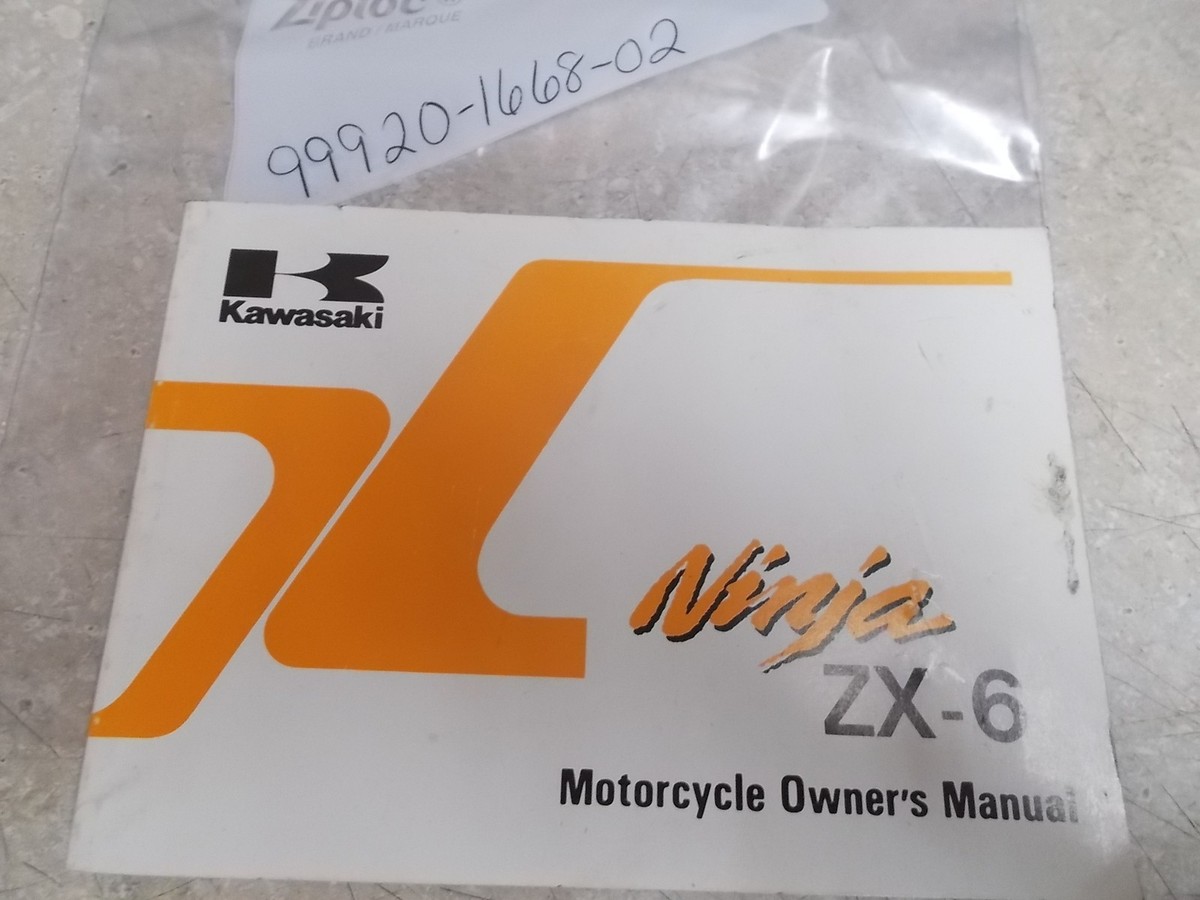 Ziploc
BRAND / MARQUE
99920-1668-02
Kawasaki
Ninja
ZX-6
Motorcycle Owner's Manual